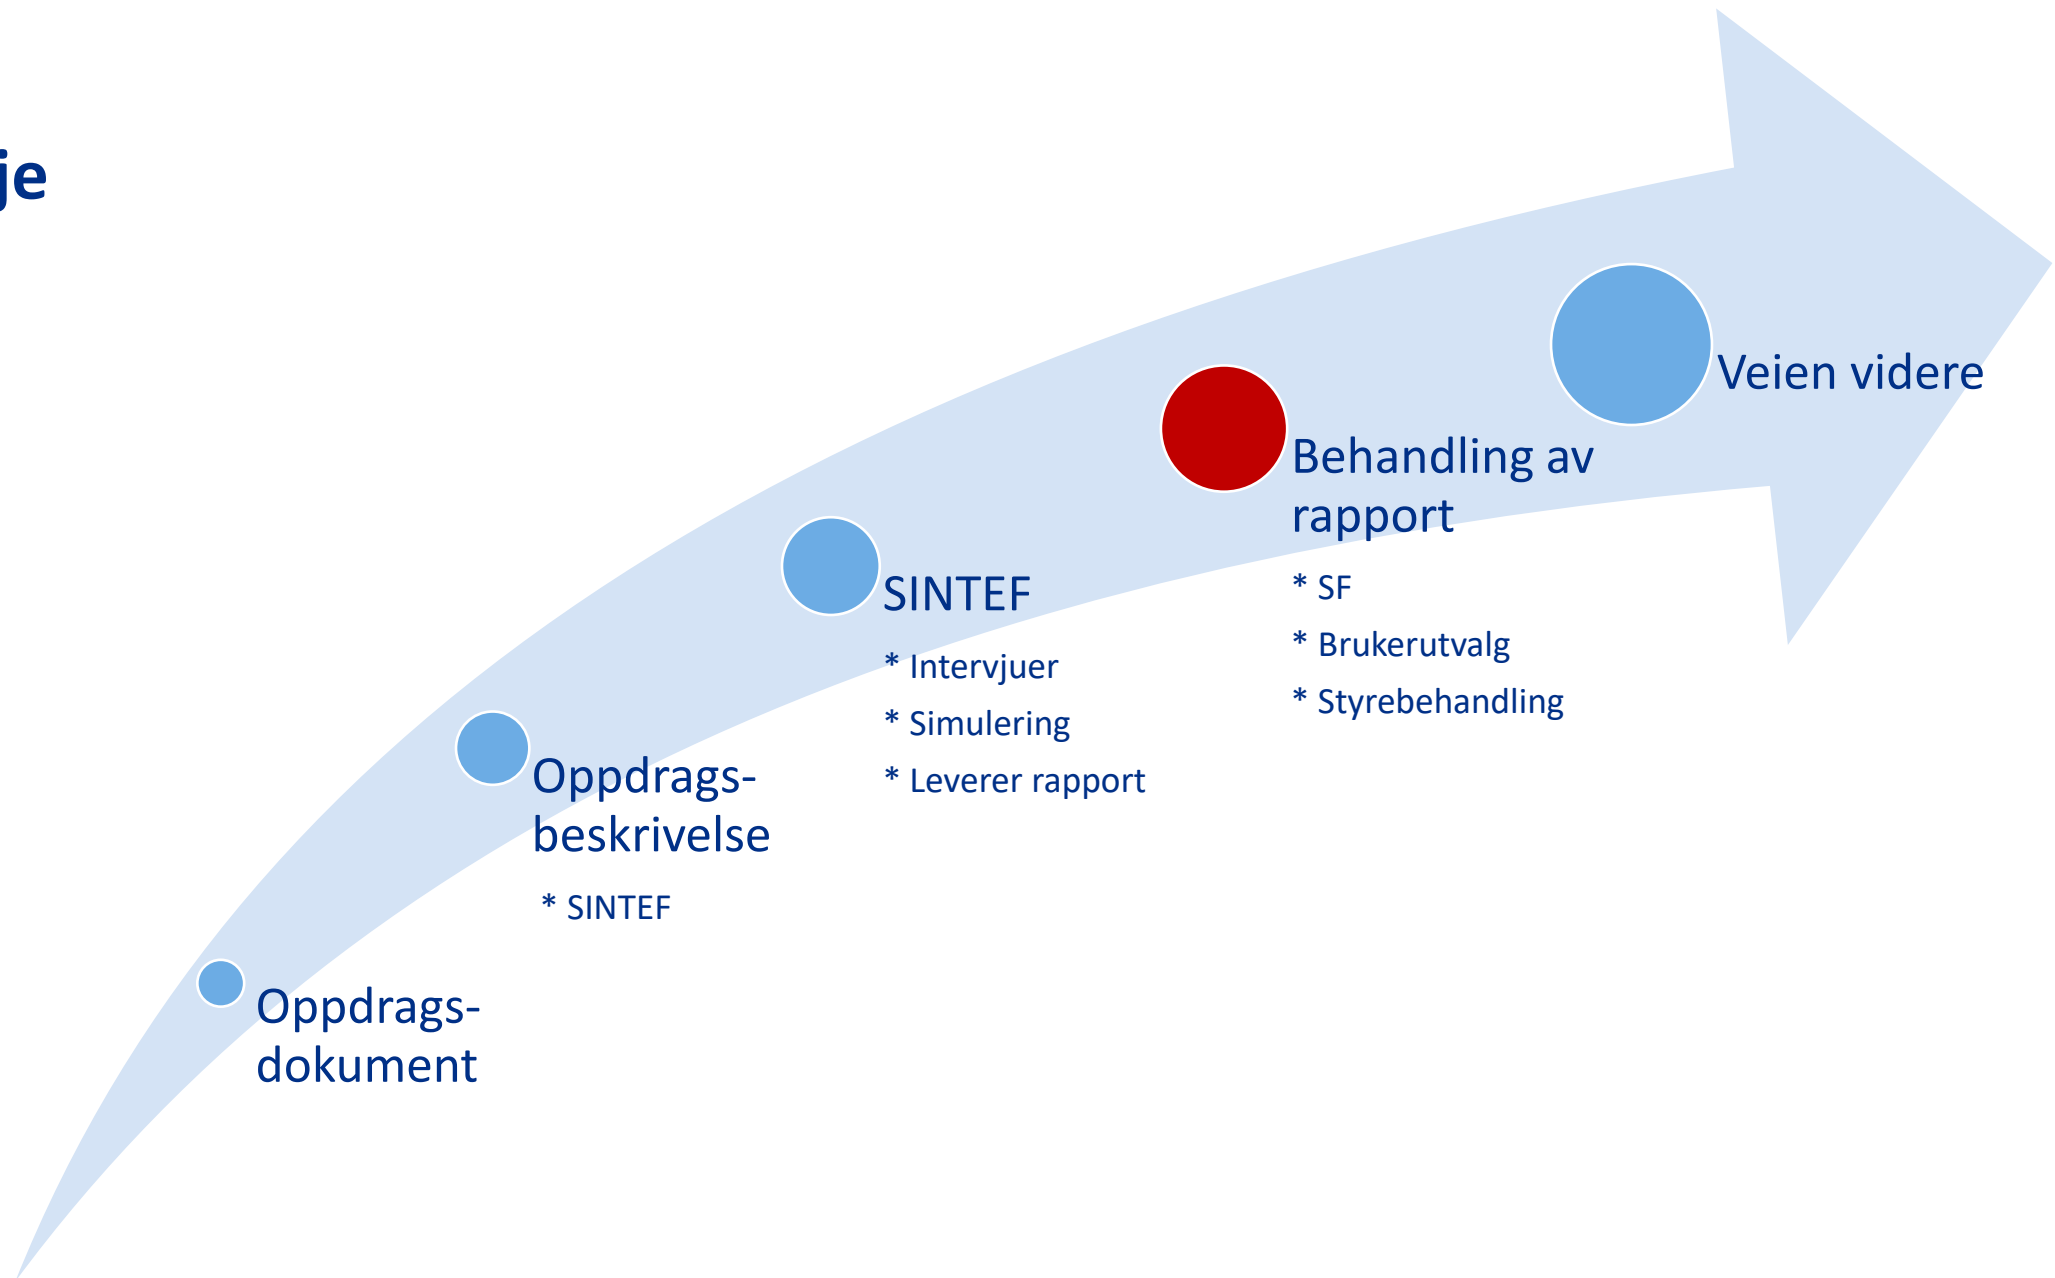 je
Oppdrags-
dokument
Oppdrags-
beskrivelse
* SINTEF
SINTEF
* Intervjuer
* Simulering
* Leverer rapport
Behandling av
rapport
* SF
* Brukerutvalg
* Styrebehandling
Veien videre